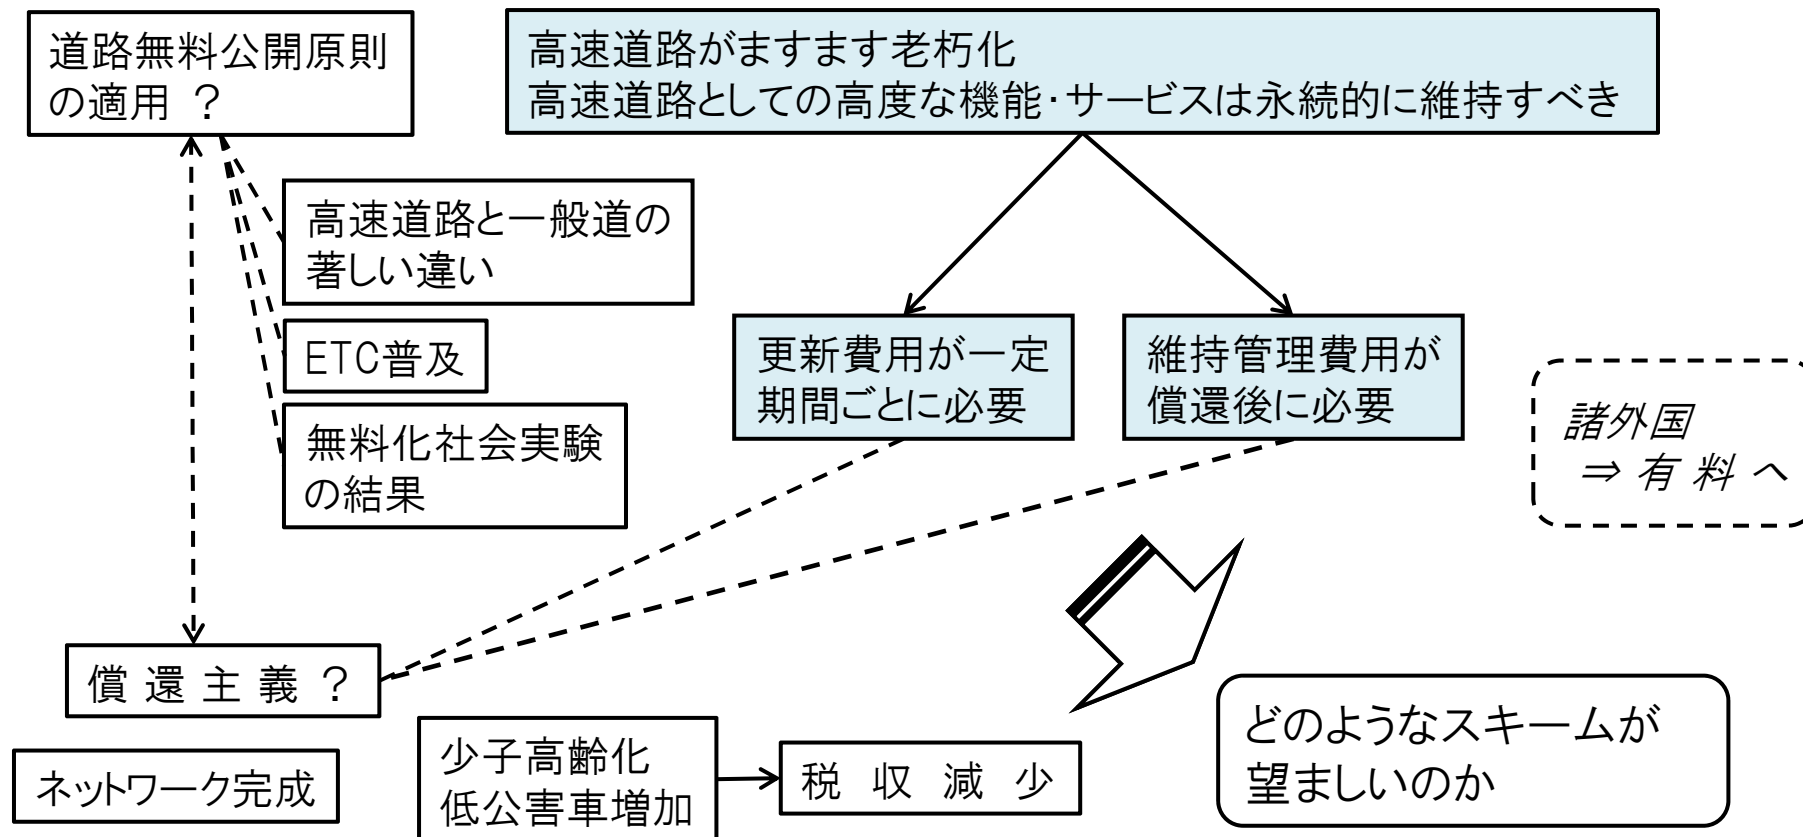 道路無料公開原則
の適用 ？
高速道路がますます老朽化
高速道路としての高度な機能・サービスは永続的に維持すべき
高速道路と一般道の
著しい違い
ETC普及
無料化社会実験
の結果
更新費用が一定
期間ごとに必要
維持管理費用が
償還後に必要
諸外国
⇒ 有 料 へ
償 還 主 義 ？
ネットワーク完成
少子高齢化
低公害車増加
税 収 減 少
どのようなスキームが
望ましいのか